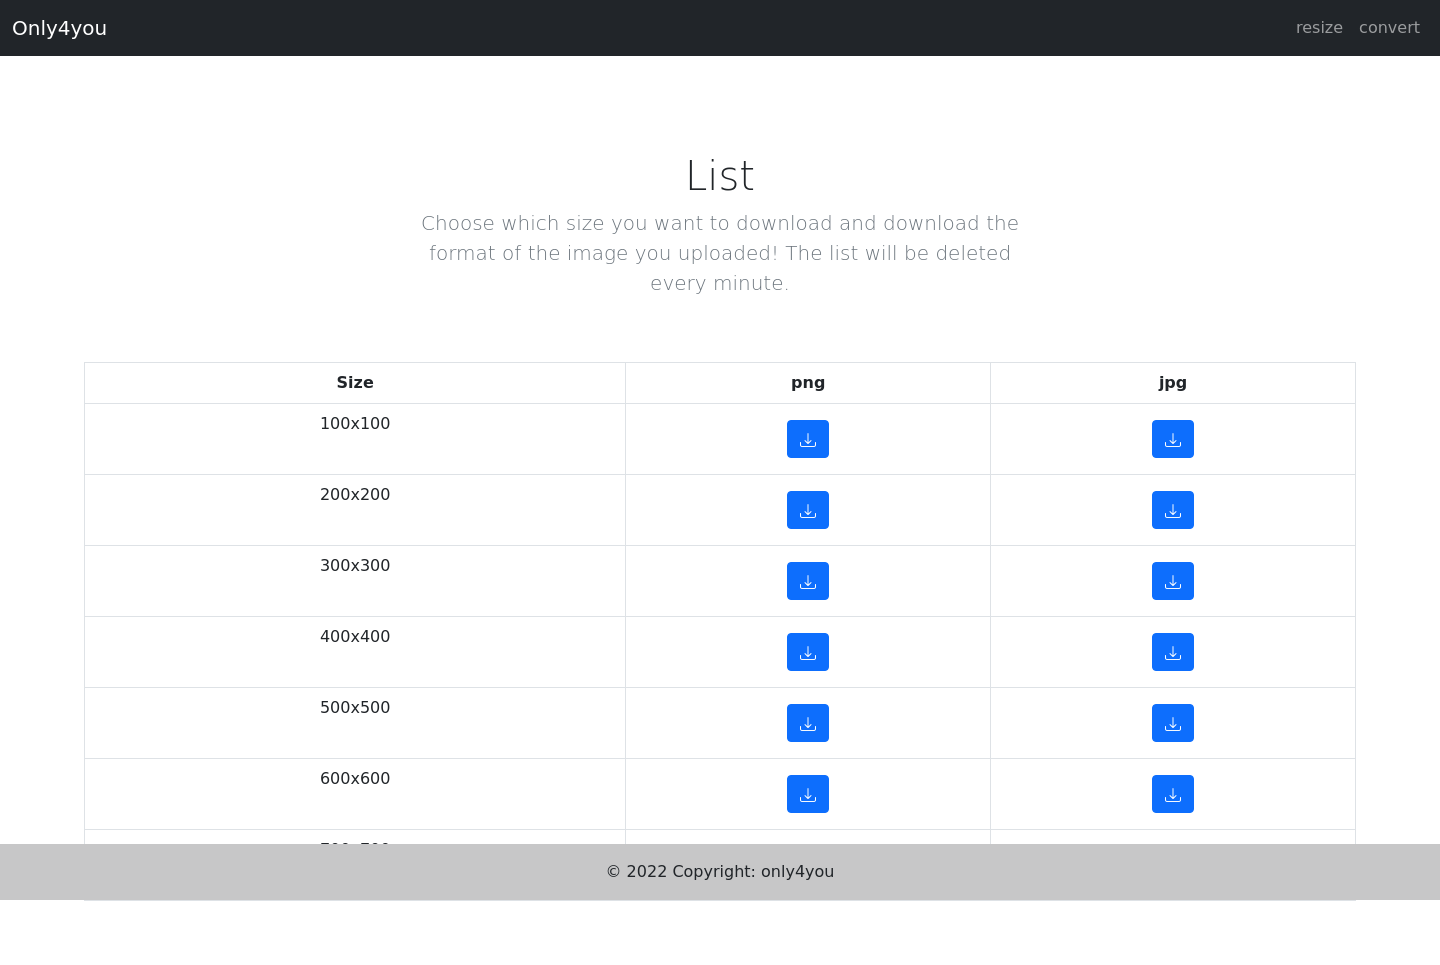 Only4you
resize convert
List
Choose which size you want to download and download the
format of the image you uploaded! The list will be deleted
every minute.
Size png jpg
100x100
200x200
300x300
400x400
500x500
600x600
© 2022 Copyright: only4you